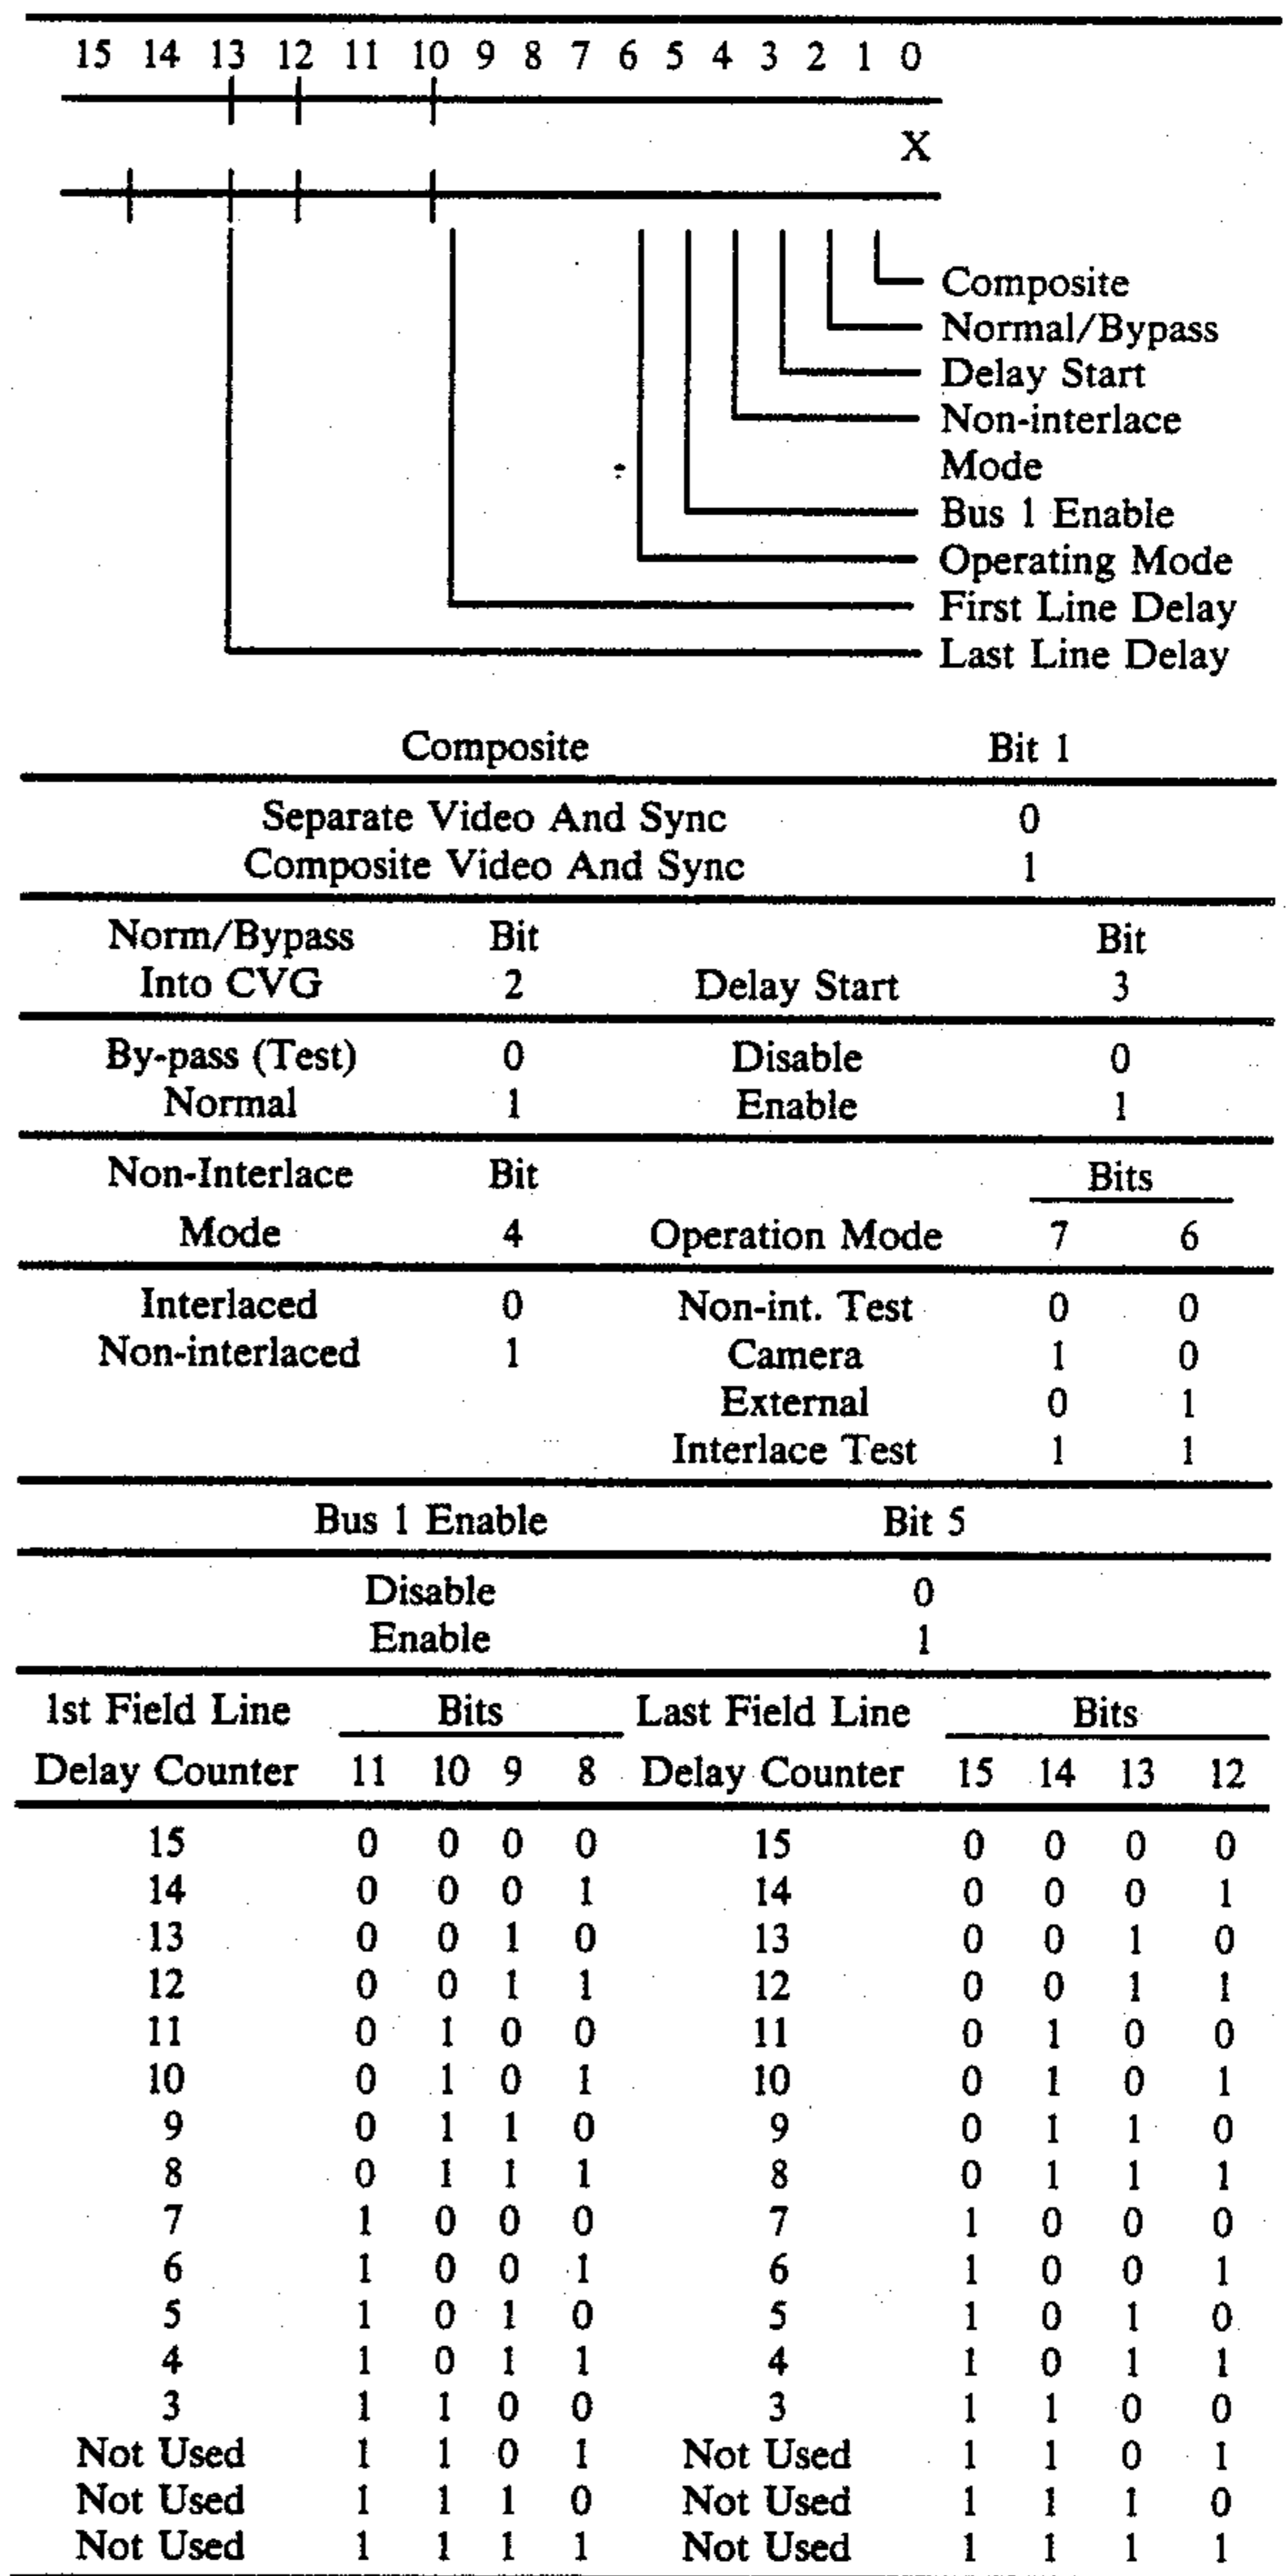 15 14 13 12 11 10 9 8 7 6 5 4 3 2 1 0
X
Composite
Normal/Bypass
Delay Start
Non-interlace
Mode
Bus 1 Enable
Operating Mode
First Line Delay
Last Line Delay
Composite Bit 1
Separate Video And Sync 0
Composite Video And Sync 1
Norm/Bypass Bit Bit
Into CVG 2 Delay Start 3
By-pass (Test) 0 Disable 0
Normal 1 Enable 1
Non-Interlace Bit Bits
Mode 4 Operation Mode 7 6
Interlaced 0 Non-int. Test 0 0
Non-interlaced 1 Camera 1 0
External 0 1
Interlace Test 1 1
Bus 1 Enable Bit 5
Disable 0
Enable 1
1st Field Line Bits Last Field Line Bits
Delay Counter 11 10 9 8 Delay Counter 15 14 13 12
15 0 0 0 0 15 0 0 0 0
14 0 0 0 1 14 0 0 0 1
13 0 0 1 0 13 0 0 1 0
12 0 0 1 1 12 0 0 1 1
11 0 1 0 0 11 0 1 0 0
10 0 1 0 1 10 0 1 0 1
9 0 1 1 0 9 0 1 1 0
8 0 1 1 1 8 0 1 1 1
7 1 0 0 0 7 1 0 0 0
6 1 0 0 1 6 1 0 0 1
5 1 0 1 0 5 1 0 1 0
4 1 0 1 1 4 1 0 1 1
3 1 1 0 0 3 1 1 0 0
Not Used 1 1 0 1 Not Used 1 1 0 1
Not Used 1 1 1 0 Not Used 1 1 1 0
Not Used 1 1 1 1 Not Used 1 1 1 1